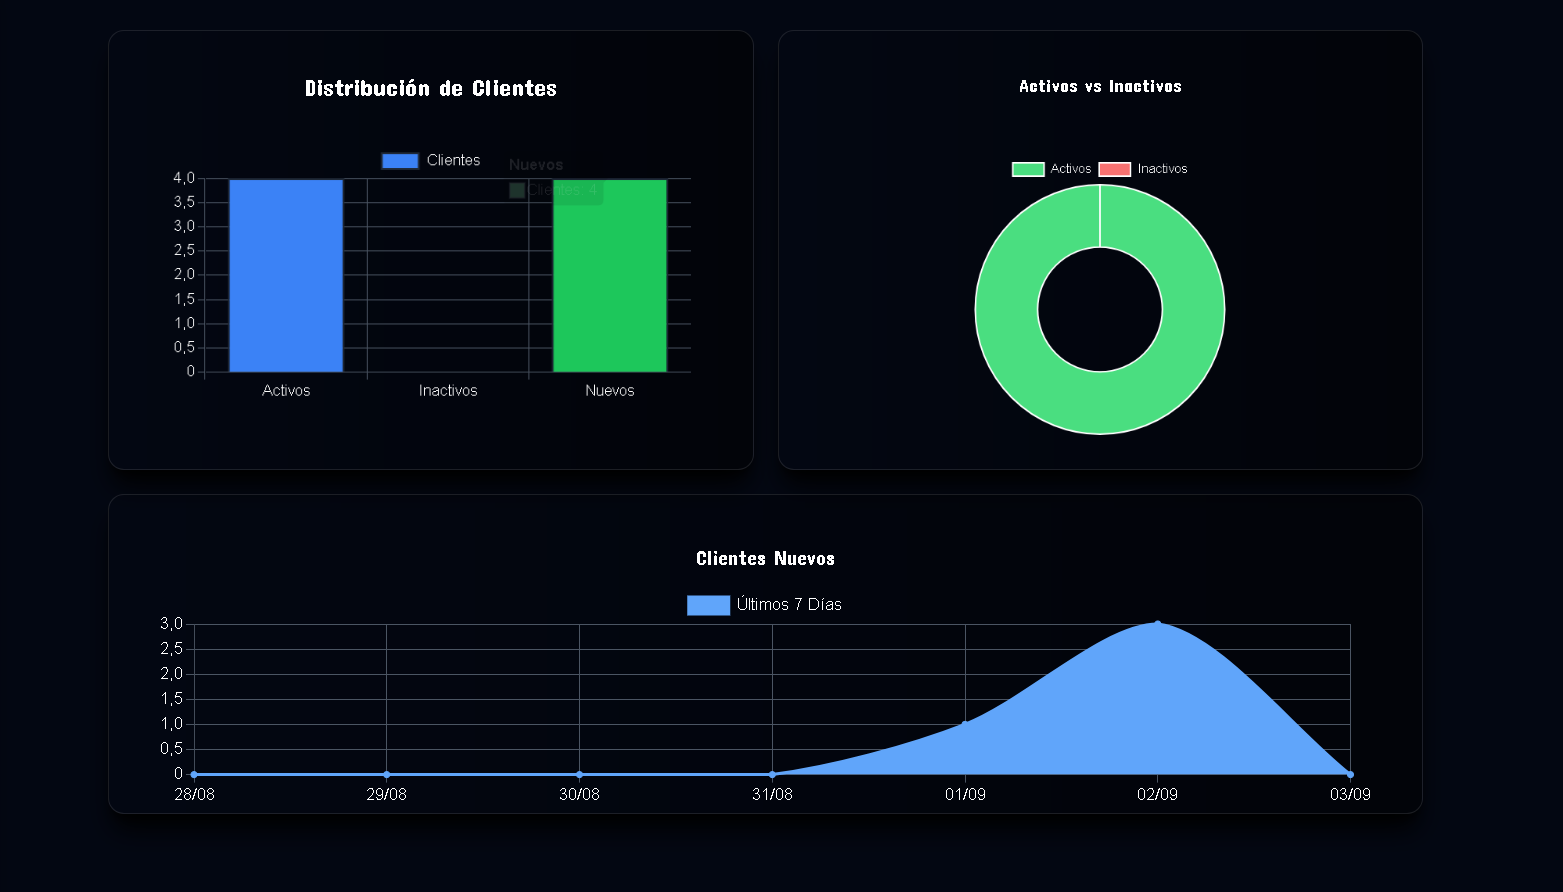 Distribución de Clientes
Clientes
Nuevos
Clientes: 4
4,0
3,5
3,0
2,5
2,0
1,5
1,0
0,5
0
Activos Inactivos Nuevos
Activos vs Inactivos
Activos Inactivos
Clientes Nuevos
Últimos 7 Días
3,0
2,5
2,0
1,5
1,0
0,5
0
28/08 29/08 30/08 31/08 01/09 02/09 03/09